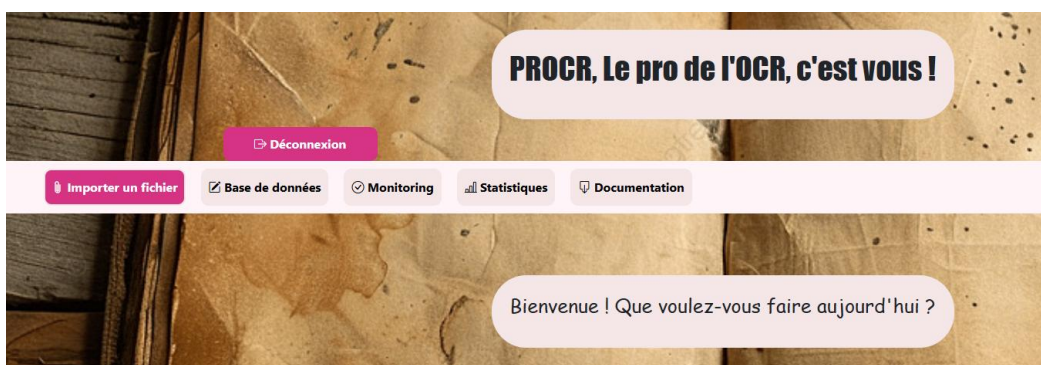 PROCR, Le pro de l'OCR, c'est vous !
Déconnexion
Importer un fichier
Base de données
Monitoring
Statistiques
Documentation
Bienvenue ! Que voulez-vous faire aujourd'hui ?